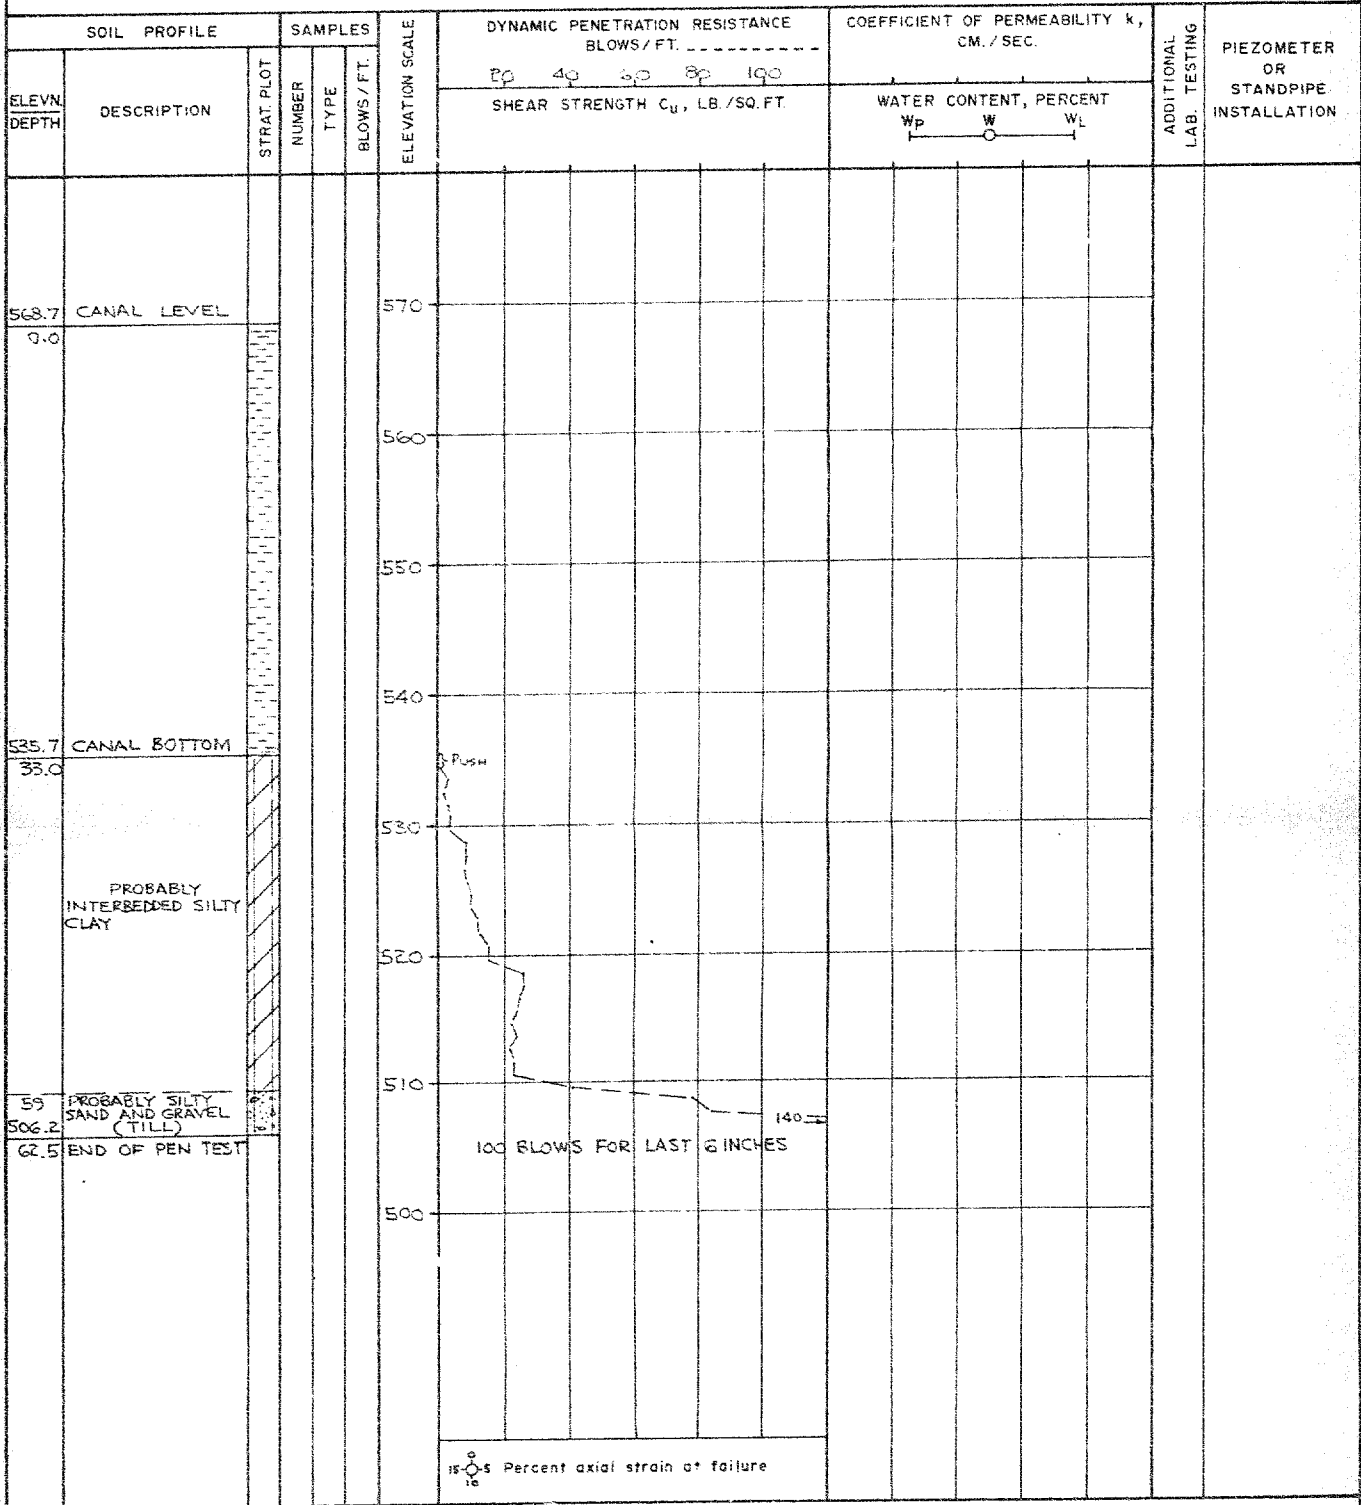 SOIL PROFILE
SAMPLES
ELEVATION SCALE
DYNAMIC PENETRATION RESISTANCE
BLOWS/FT. ----------
20 40 60 80 100
SHEAR STRENGTH Cu, LB./SQ.FT.
COEFFICIENT OF PERMEABILITY k,
CM./SEC.
WATER CONTENT, PERCENT
Wp W WL
ADDITIONAL
LAB. TESTING
PIEZOMETER
OR
STANDPIPE
INSTALLATION
ELEVN.
DEPTH
DESCRIPTION
STRAT. PLOT
NUMBER
TYPE
BLOWS/FT.
568.7 CANAL LEVEL
0.0
570
560
550
540
535.7 CANAL BOTTOM
33.0
PUSH
530
PROBABLY
INTERBEDDED SILTY
CLAY
520
510
59 PROBABLY SILTY
SAND AND GRAVEL
506.2 (TILL)
62.5 END OF PEN TEST
140
100 BLOWS FOR LAST 6 INCHES
500
0
15 5 Percent axial strain at failure
10